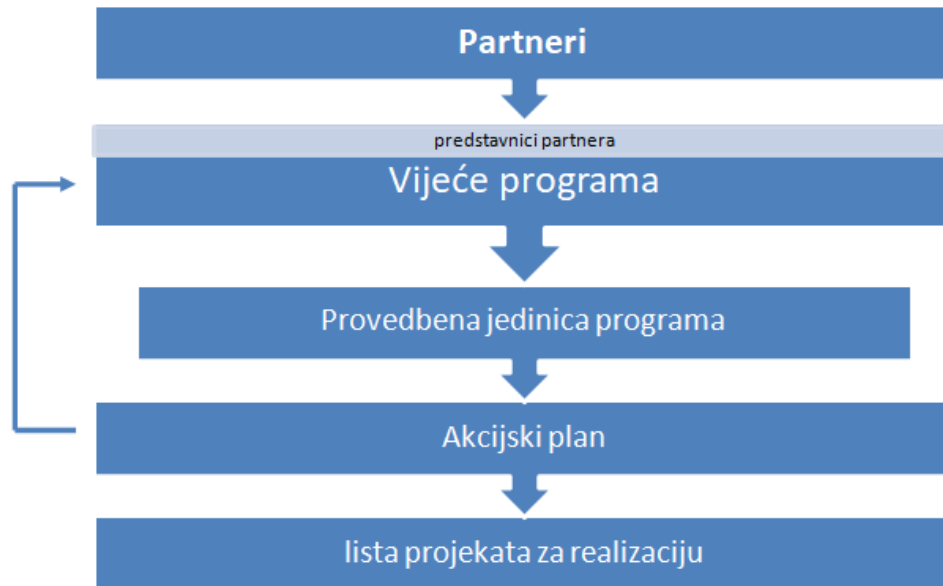 Partneri
predstavnici partnera
Vijeće programa
Provedbena jedinica programa
Akcijski plan
lista projekata za realizaciju